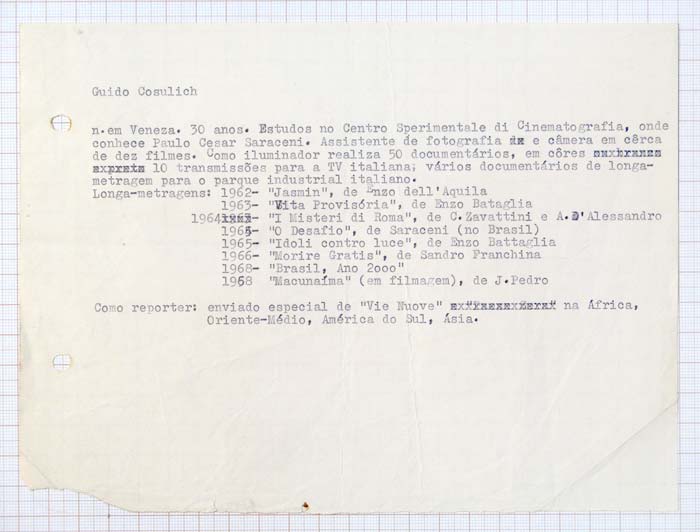 Guido Cosulich
n.em Veneza. 30 anos. Estudos no Centro Sperimentale di Cinematografia, onde
conhece Paulo Cesar Saraceni. Assistente de fotografia e câmera em cêrca
de dez filmes. Como iluminador realiza 50 documentários, em côres
10 transmissões para a TV italiana; vários documentários de longa-
metragem para o parque industrial italiano.
Longa-metragens: 1962- "Jasmin", de Enzo dell'Aquila
1963- "Vita Provisória", de Enzo Bataglia
1964 "I Misteri di Roma", de C. Zavattini e A.D'Alessandro
1965- "O Desafio", de Saraceni (no Brasil)
1965- "Idoli contro luce", de Enzo Battaglia
1966- "Morire Gratis", de Sandro Franchina
1968- "Brasil, Ano 2ooo"
1968 "Macunaíma" (em filmagem), de J.Pedro
Como reporter: enviado especial de "Vie Nuove" na África,
Oriente-Médio, América do Sul, Ásia.